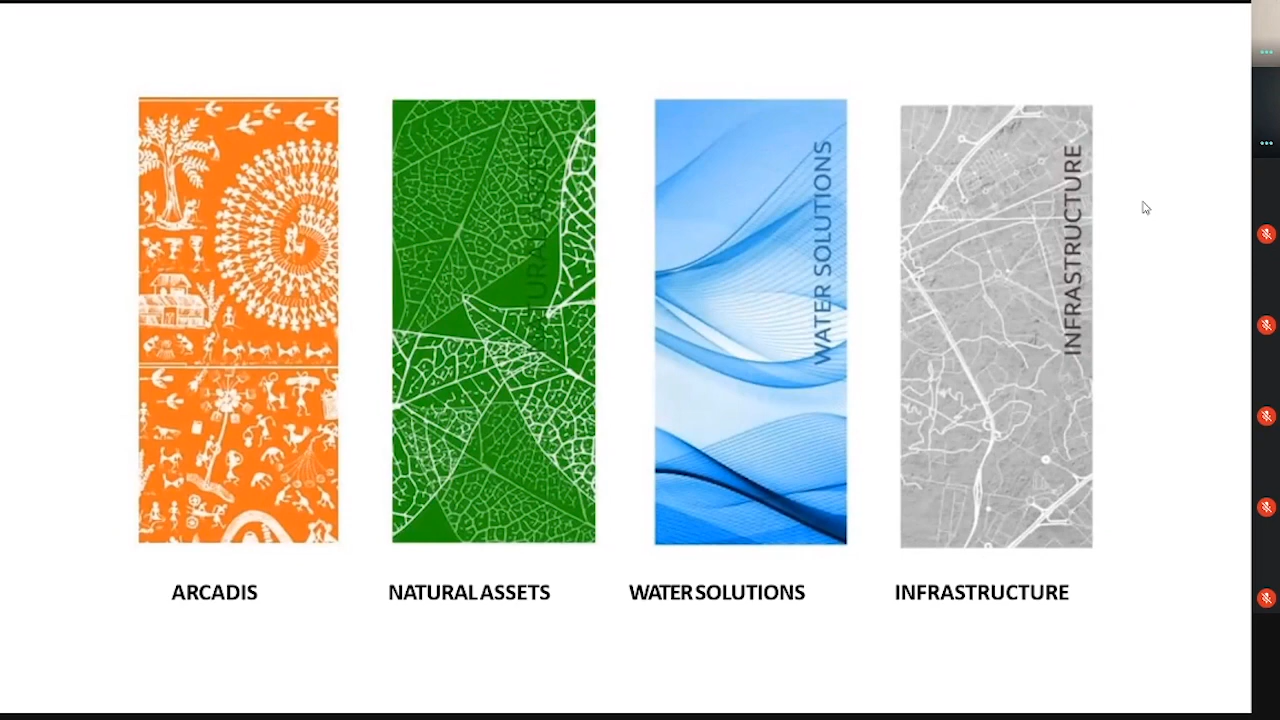 WATER SOLUTIONS
INFRASTRUCTURE
ARCADIS
NATURAL ASSETS
WATER SOLUTIONS
INFRASTRUCTURE